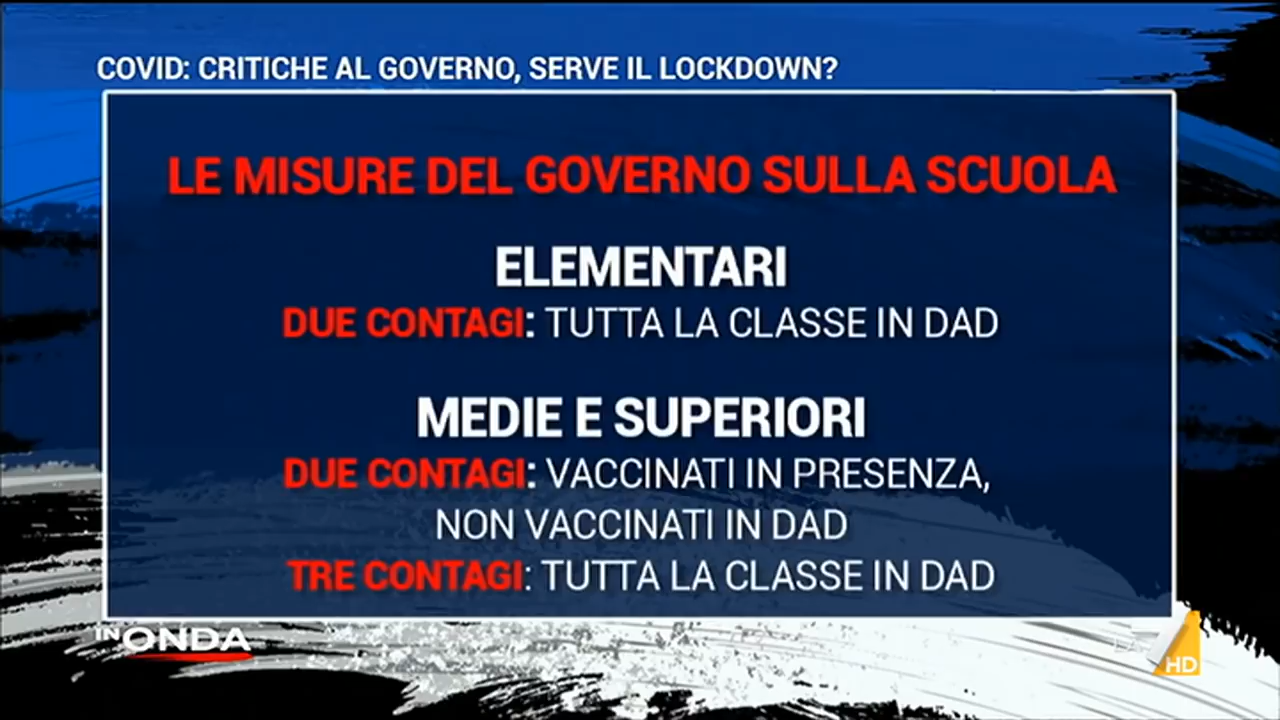 COVID: CRITICHE AL GOVERNO, SERVE IL LOCKDOWN?
LE MISURE DEL GOVERNO SULLA SCUOLA
ELEMENTARI
DUE CONTAGI: TUTTA LA CLASSE IN DAD
MEDIE E SUPERIORI
DUE CONTAGI: VACCINATI IN PRESENZA,
NON VACCINATI IN DAD
TRE CONTAGI: TUTTA LA CLASSE IN DAD
IN ONDA
HD